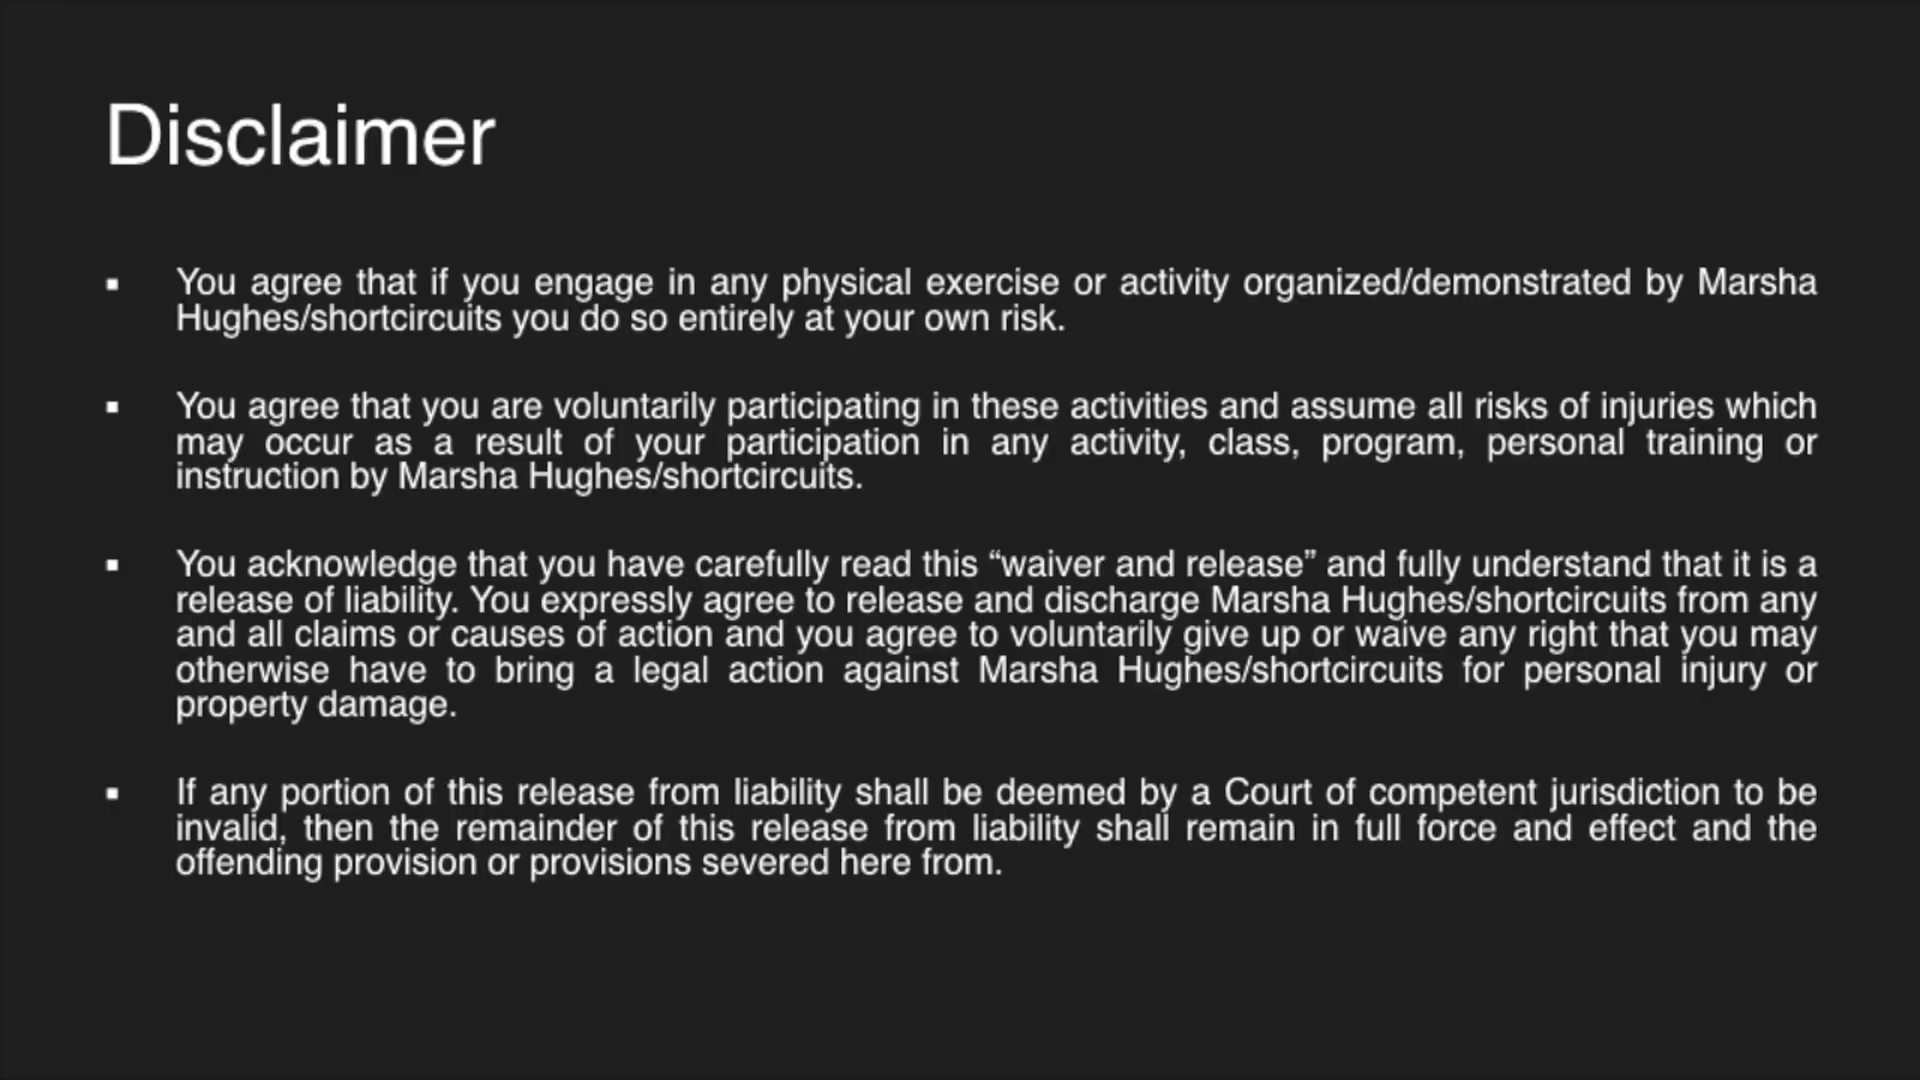 Disclaimer
▪ You agree that if you engage in any physical exercise or activity organized/demonstrated by Marsha
Hughes/shortcircuits you do so entirely at your own risk.
▪ You agree that you are voluntarily participating in these activities and assume all risks of injuries which
may occur as a result of your participation in any activity, class, program, personal training or
instruction by Marsha Hughes/shortcircuits.
▪ You acknowledge that you have carefully read this “waiver and release” and fully understand that it is a
release of liability. You expressly agree to release and discharge Marsha Hughes/shortcircuits from any
and all claims or causes of action and you agree to voluntarily give up or waive any right that you may
otherwise have to bring a legal action against Marsha Hughes/shortcircuits for personal injury or
property damage.
▪ If any portion of this release from liability shall be deemed by a Court of competent jurisdiction to be
invalid, then the remainder of this release from liability shall remain in full force and effect and the
offending provision or provisions severed here from.